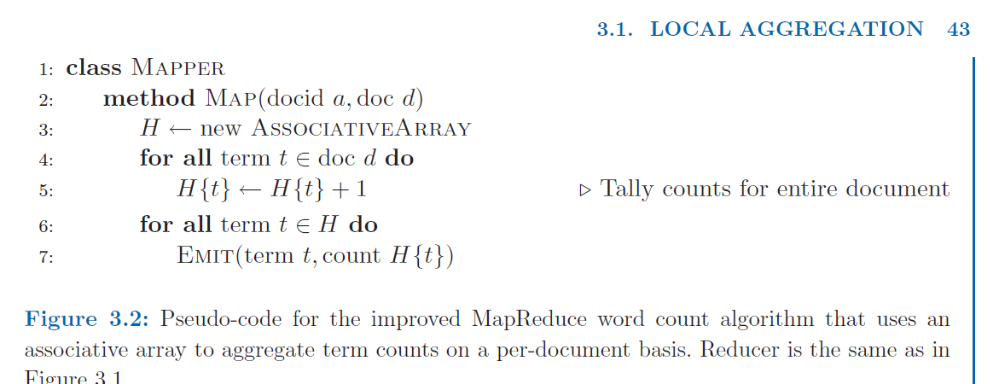 3.1. LOCAL AGGREGATION 43
1: class MAPPER
2: method MAP(docid a, doc d)
3: H ← new ASSOCIATIVEARRAY
4: for all term t ∈ doc d do
5: H{t} ← H{t} + 1 ▷ Tally counts for entire document
6: for all term t ∈ H do
7: EMIT(term t, count H{t})
Figure 3.2: Pseudo-code for the improved MapReduce word count algorithm that uses an
associative array to aggregate term counts on a per-document basis. Reducer is the same as in
Figure 3.1